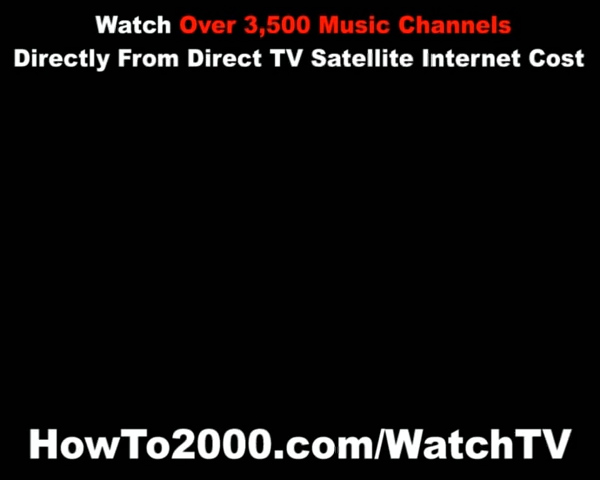 Watch Over 3,500 Music Channels
Directly From Direct TV Satellite Internet Cost
HowTo2000.com/WatchTV